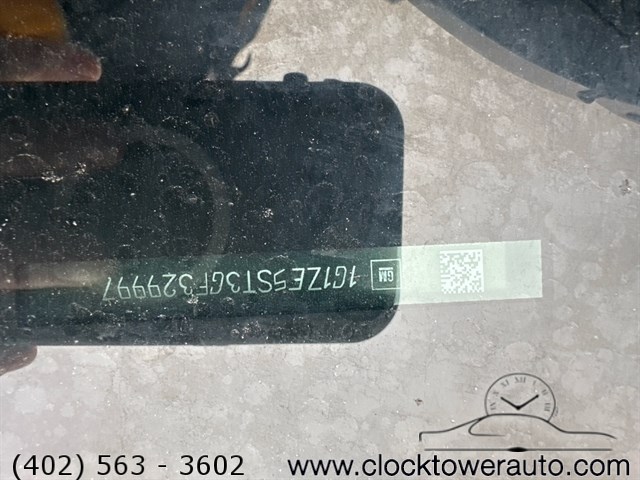 1G1ZE5ST3GF329997
GM
(402) 563 - 3602
www.clocktowerauto.com